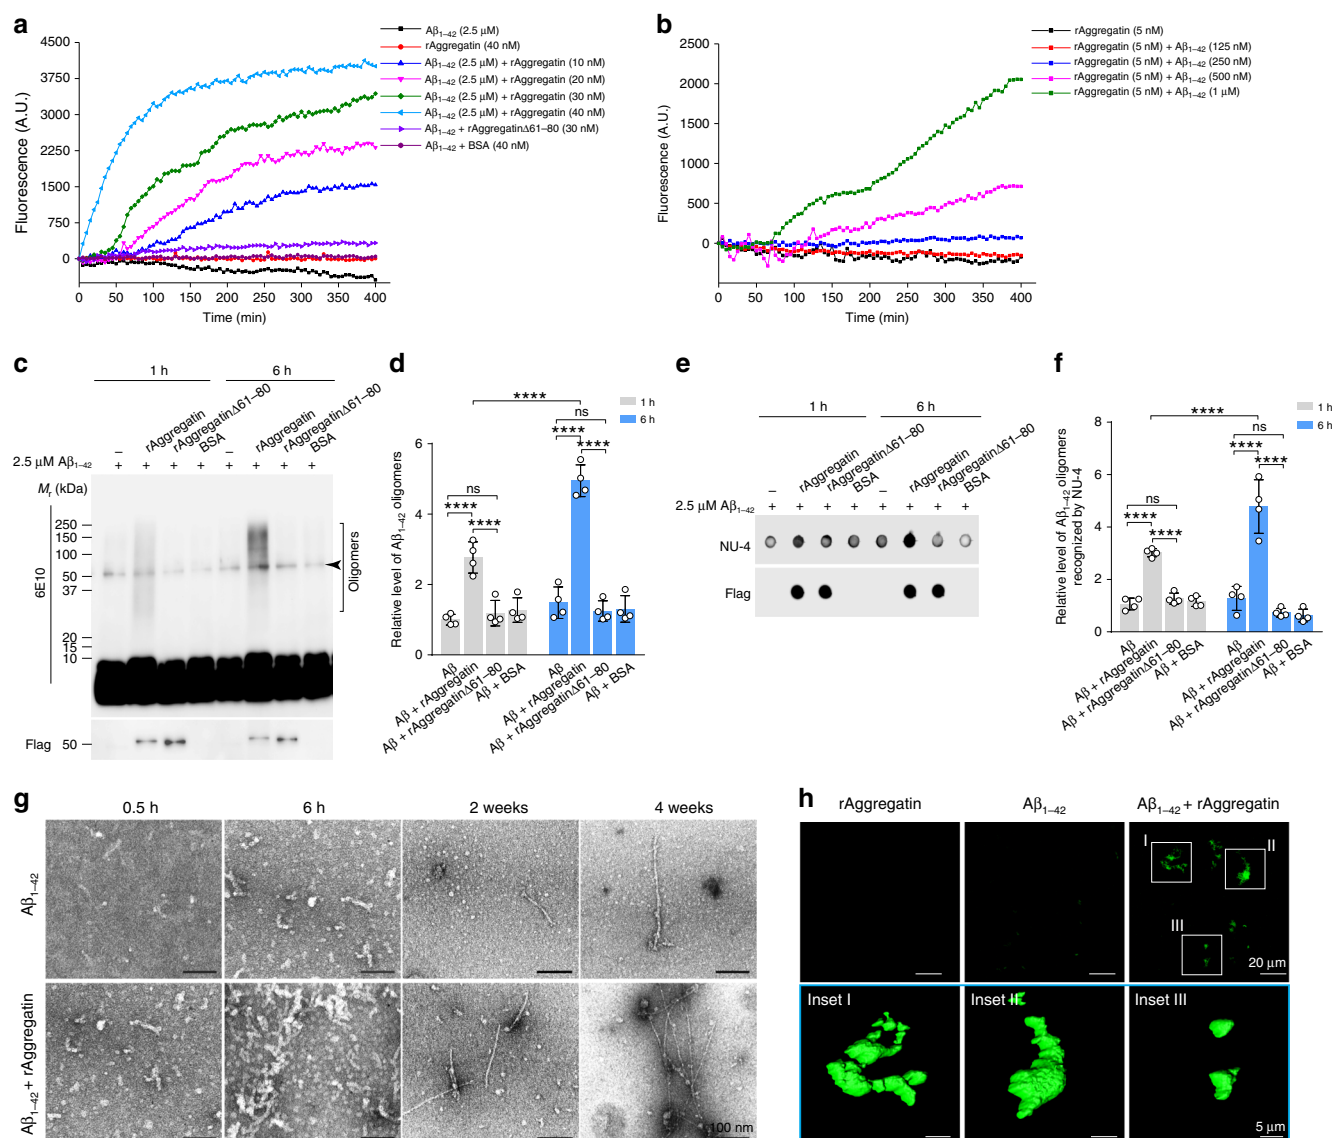 a
4500
3750
3000
2250
1500
750
0
Fluorescence (A.U.)
0 50 100 150 200 250 300 350 400
Time (min)
Aβ1–42 (2.5 μM)
rAggregatin (40 nM)
Aβ1–42 (2.5 μM) + rAggregatin (10 nM)
Aβ1–42 (2.5 μM) + rAggregatin (20 nM)
Aβ1–42 (2.5 μM) + rAggregatin (30 nM)
Aβ1–42 (2.5 μM) + rAggregatin (40 nM)
Aβ1–42 + rAggregatinΔ61–80 (30 nM)
Aβ1–42 + BSA (40 nM)
b
2500
2000
1500
1000
500
0
Fluorescence (A.U.)
0 50 100 150 200 250 300 350 400
Time (min)
rAggregatin (5 nM)
rAggregatin (5 nM) + Aβ1–42 (125 nM)
rAggregatin (5 nM) + Aβ1–42 (250 nM)
rAggregatin (5 nM) + Aβ1–42 (500 nM)
rAggregatin (5 nM) + Aβ1–42 (1 μM)
c
1 h 6 h
– rAggregatin rAggregatinΔ61–80 BSA – rAggregatin rAggregatinΔ61–80 BSA
2.5 μM Aβ1–42 + + + + + + + +
Mr (kDa)
250
150
100
50
37
20
15
10
6E10
Oligomers
Flag 50
d
1 h
6 h
Relative level of Aβ1–42 oligomers
6
4
2
0
ns
****
****
****
ns
****
****
Aβ
Aβ + rAggregatin
Aβ + rAggregatinΔ61–80
Aβ + BSA
Aβ
Aβ + rAggregatin
Aβ + rAggregatinΔ61–80
Aβ + BSA
e
1 h 6 h
– rAggregatin rAggregatinΔ61–80 BSA – rAggregatin rAggregatinΔ61–80 BSA
2.5 μM Aβ1–42 + + + + + + + +
NU-4
Flag
f
1 h
6 h
Relative level of Aβ1–42 oligomers
recognized by NU-4
8
6
4
2
0
ns
****
****
****
ns
****
****
Aβ
Aβ + rAggregatin
Aβ + rAggregatinΔ61–80
Aβ + BSA
Aβ
Aβ + rAggregatin
Aβ + rAggregatinΔ61–80
Aβ + BSA
g
0.5 h 6 h 2 weeks 4 weeks
Aβ1–42
Aβ1–42 + rAggregatin
100 nm
h
rAggregatin Aβ1–42 Aβ1–42 + rAggregatin
I
II
III
20 μm
Inset I Inset II Inset III
5 μm